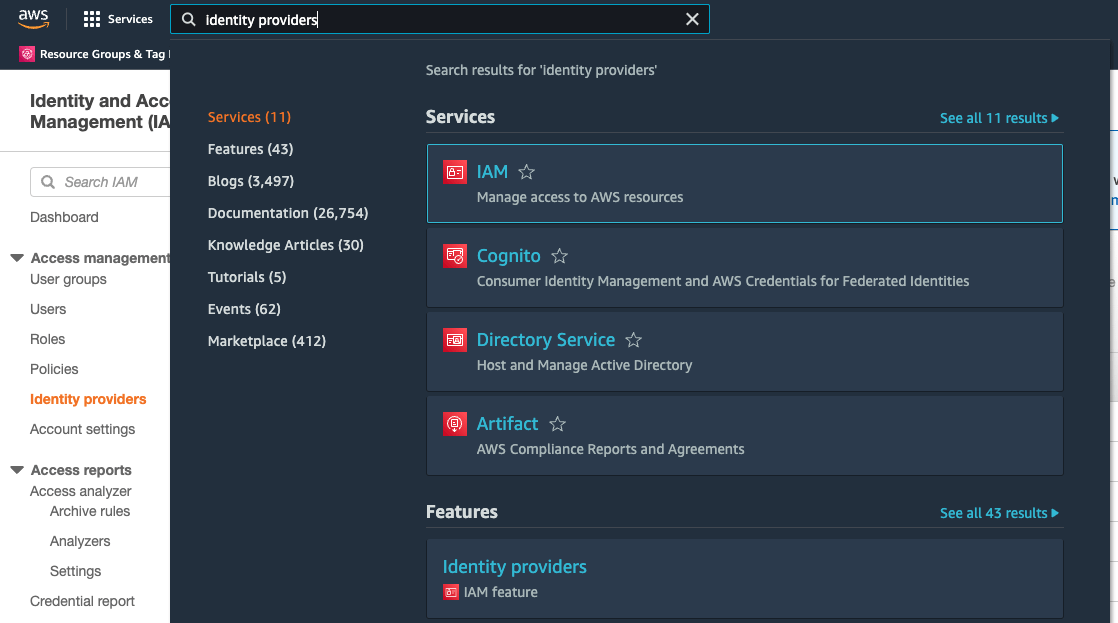 aws
Services
identity providers
Resource Groups & Tag
Identity and Acc
Management (IA
Search IAM
Dashboard
Access management
User groups
Users
Roles
Policies
Identity providers
Account settings
Access reports
Access analyzer
Archive rules
Analyzers
Settings
Credential report
Search results for 'identity providers'
Services (11)
Features (43)
Blogs (3,497)
Documentation (26,754)
Knowledge Articles (30)
Tutorials (5)
Events (62)
Marketplace (412)
Services
See all 11 results
IAM
Manage access to AWS resources
Cognito
Consumer Identity Management and AWS Credentials for Federated Identities
Directory Service
Host and Manage Active Directory
Artifact
AWS Compliance Reports and Agreements
Features
See all 43 results
Identity providers
IAM feature